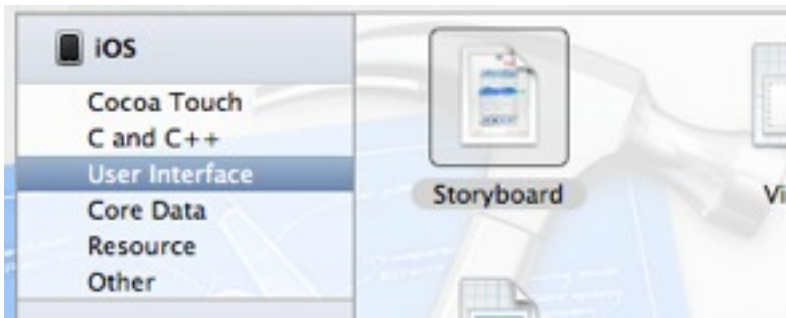 iOS
Cocoa Touch
C and C++
User Interface
Core Data
Resource
Other
Storyboard